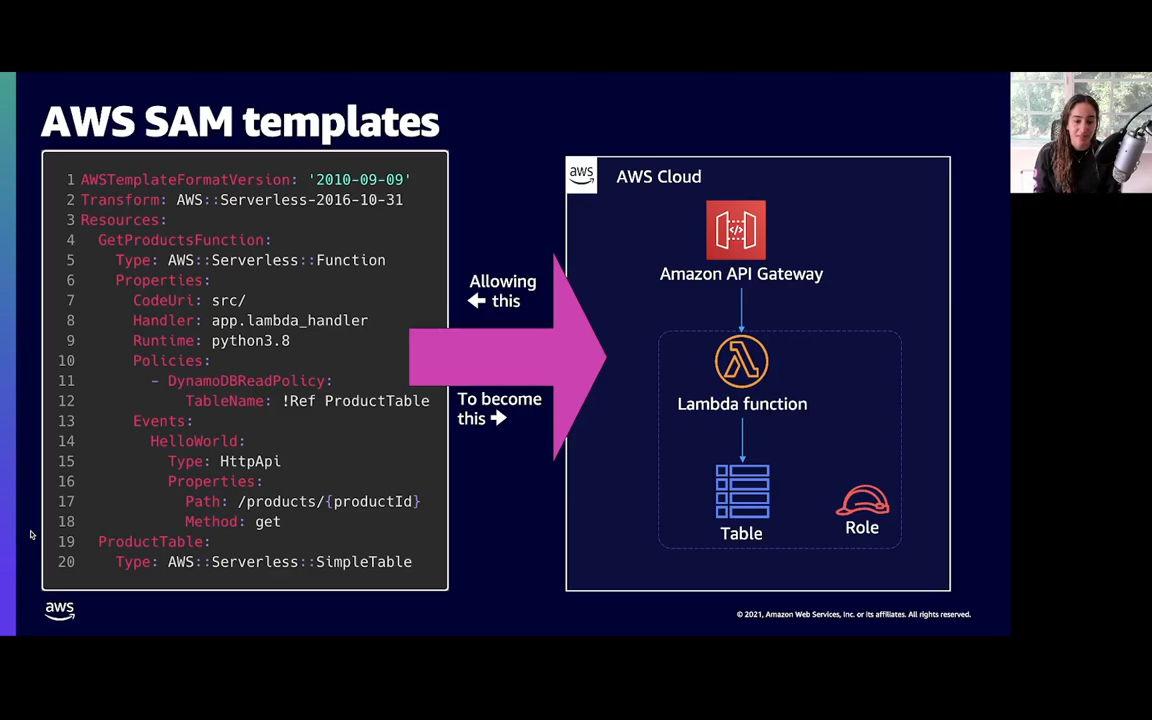 AWS SAM templates
1 AWSTemplateFormatVersion: '2010-09-09'
2 Transform: AWS::Serverless-2016-10-31
3 Resources:
4 GetProductsFunction:
5 Type: AWS::Serverless::Function
6 Properties:
7 CodeUri: src/
8 Handler: app.lambda_handler
9 Runtime: python3.8
10 Policies:
11 - DynamoDBReadPolicy:
12 TableName: !Ref ProductTable
13 Events:
14 HelloWorld:
15 Type: HttpApi
16 Properties:
17 Path: /products/{productId}
18 Method: get
19 ProductTable:
20 Type: AWS::Serverless::SimpleTable
Allowing
this
To become
this
aws
AWS Cloud
</>
Amazon API Gateway
λ
Lambda function
Table
Role
aws
© 2021, Amazon Web Services, Inc. or its affiliates. All rights reserved.